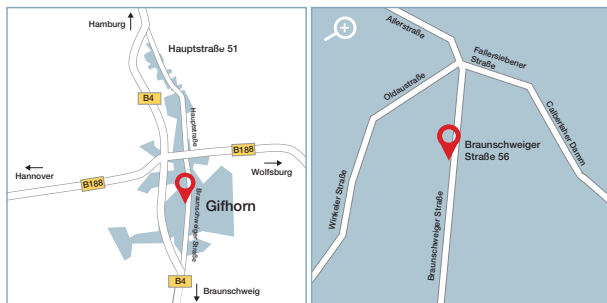 Hamburg
Hauptstraße 51
B4
Hauptstraße
B188
Hannover
Wolfsburg
B188
Braunschweiger Straße
Gifhorn
B4
Braunschweig
Allerstraße
Fallersiebener
Straße
Oldaustraße
Calberlaher Damm
Braunschweiger
Straße 56
Winkeler Straße
Braunschweiger Straße